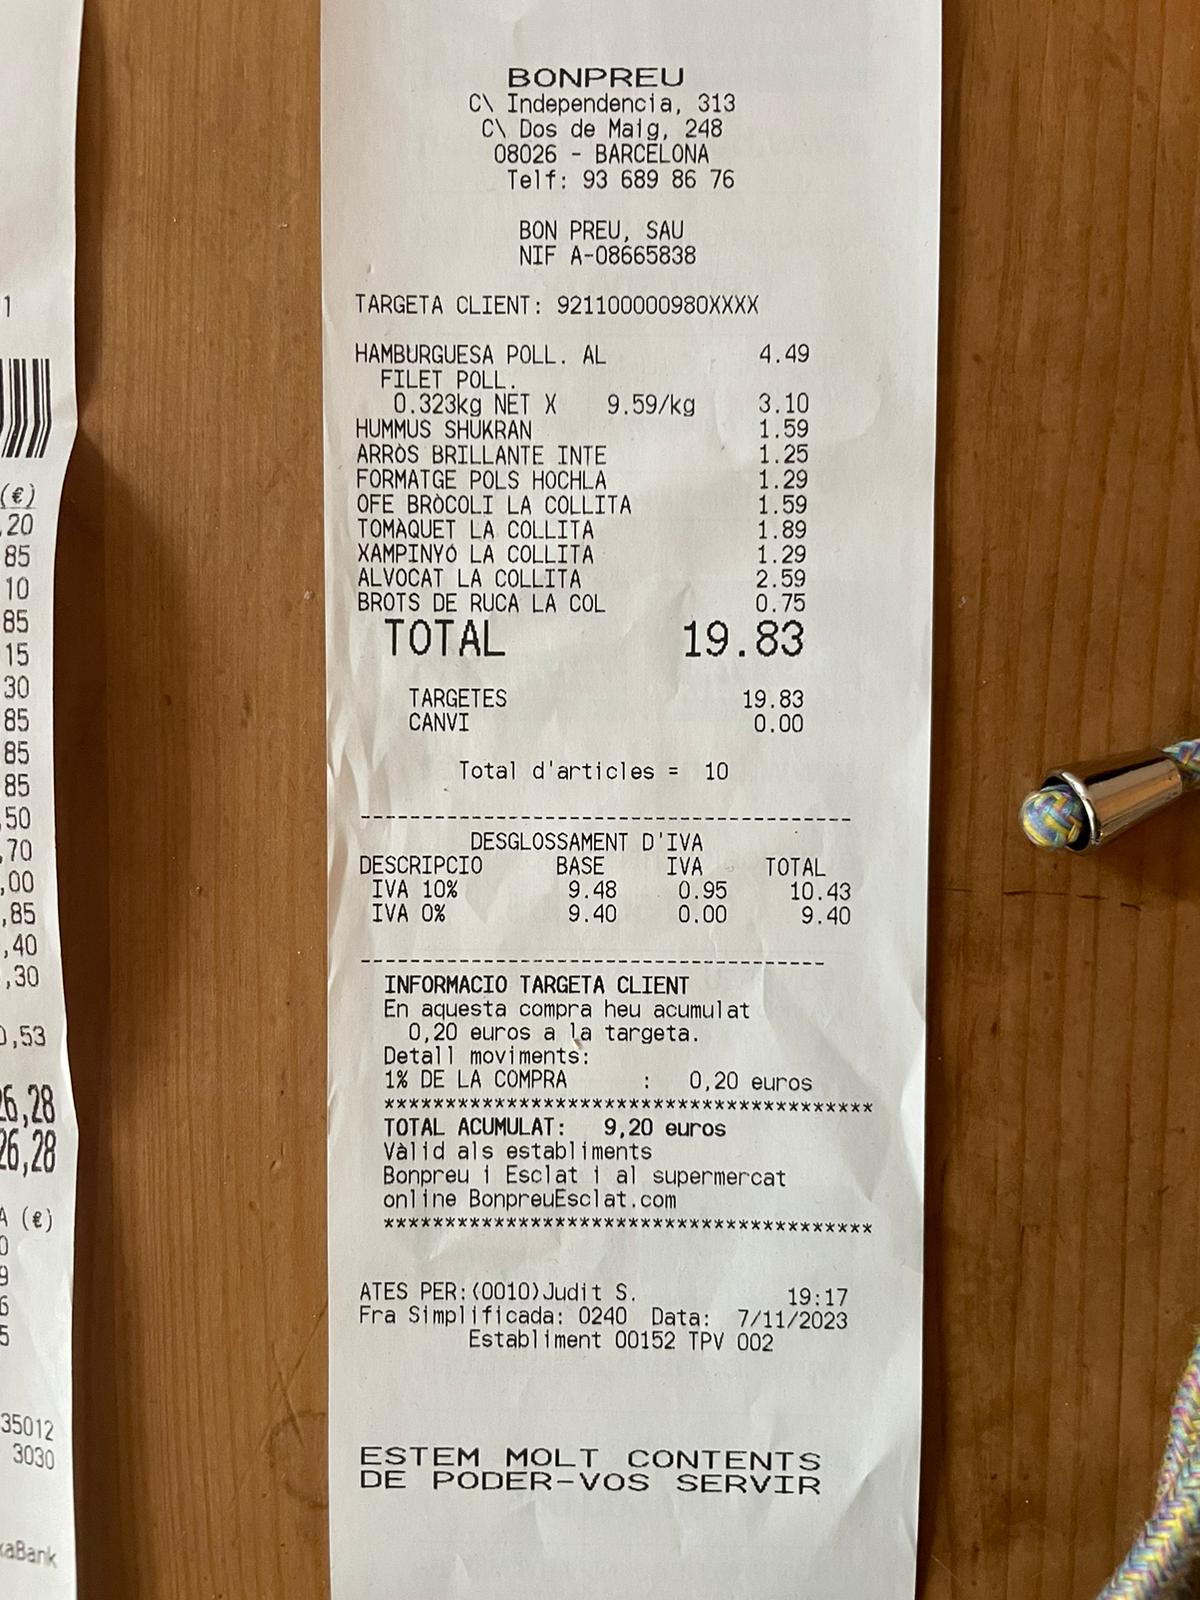 BONPREU
C\ Independencia, 313
C\ Dos de Maig, 248
08026 - BARCELONA
Telf: 93 689 86 76
BON PREU, SAU
NIF A-08665838
TARGETA CLIENT: 921100000980XXXX
HAMBURGUESA POLL. AL 4.49
FILET POLL.
0.323kg NET X 9.59/kg 3.10
HUMMUS SHUKRAN 1.59
ARRÒS BRILLANTE INTE 1.25
FORMATGE POLS HOCHLA 1.29
OFE BRÒCOLI LA COLLITA 1.59
TOMÀQUET LA COLLITA 1.89
XAMPINYÓ LA COLLITA 1.29
ALVOCAT LA COLLITA 2.59
BROTS DE RUCA LA COL 0.75
TOTAL 19.83
TARGETES 19.83
CANVI 0.00
Total d'articles = 10
----------------------------------------
DESGLOSSAMENT D'IVA
DESCRIPCIO BASE IVA TOTAL
IVA 10% 9.48 0.95 10.43
IVA 0% 9.40 0.00 9.40
--------------------------------------
INFORMACIO TARGETA CLIENT
En aquesta compra heu acumulat
0,20 euros a la targeta.
Detall moviments:
1% DE LA COMPRA : 0,20 euros
****************************************
TOTAL ACUMULAT: 9,20 euros
Vàlid als establiments
Bonpreu i Esclat i al supermercat
online BonpreuEsclat.com
****************************************
ATES PER:(0010)Judit S. 19:17
Fra Simplificada: 0240 Data: 7/11/2023
Establiment 00152 TPV 002
ESTEM MOLT CONTENTS
DE PODER-VOS SERVIR
1
(€)
,20
85
10
85
15
30
85
85
85
,50
,70
,00
,85
,40
,30
0,53
26,28
26,28
A (€)
0
9
6
5
35012
3030
xaBank